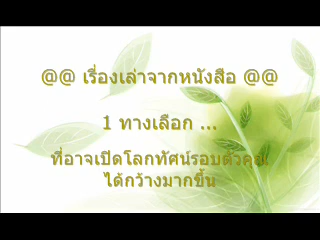 @@ เรื่องเล่าจากหนังสือ @@
1 ทางเลือก ...
ที่อาจเปิดโลกทัศน์รอบตัวคุณ
ได้กว้างมากขึ้น